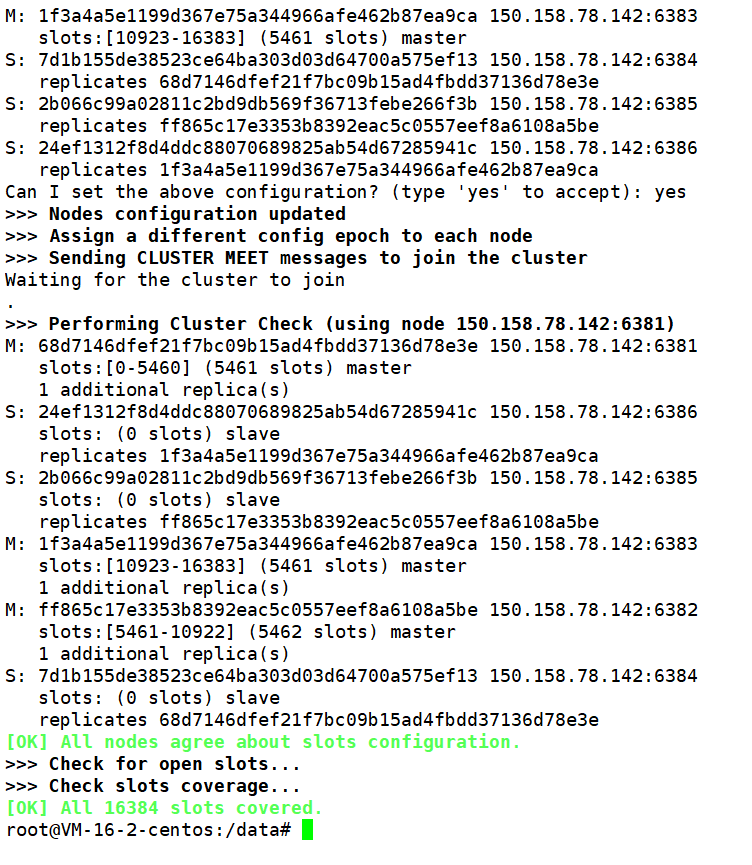 M: 1f3a4a5e1199d367e75a344966afe462b87ea9ca 150.158.78.142:6383
slots:[10923-16383] (5461 slots) master
S: 7d1b155de38523ce64ba303d03d64700a575ef13 150.158.78.142:6384
replicates 68d7146dfef21f7bc09b15ad4fbdd37136d78e3e
S: 2b066c99a02811c2bd9db569f36713febe266f3b 150.158.78.142:6385
replicates ff865c17e3353b8392eac5c0557eef8a6108a5be
S: 24ef1312f8d4ddc88070689825ab54d67285941c 150.158.78.142:6386
replicates 1f3a4a5e1199d367e75a344966afe462b87ea9ca
Can I set the above configuration? (type 'yes' to accept): yes
>>> Nodes configuration updated
>>> Assign a different config epoch to each node
>>> Sending CLUSTER MEET messages to join the cluster
Waiting for the cluster to join
.
>>> Performing Cluster Check (using node 150.158.78.142:6381)
M: 68d7146dfef21f7bc09b15ad4fbdd37136d78e3e 150.158.78.142:6381
slots:[0-5460] (5461 slots) master
1 additional replica(s)
S: 24ef1312f8d4ddc88070689825ab54d67285941c 150.158.78.142:6386
slots: (0 slots) slave
replicates 1f3a4a5e1199d367e75a344966afe462b87ea9ca
S: 2b066c99a02811c2bd9db569f36713febe266f3b 150.158.78.142:6385
slots: (0 slots) slave
replicates ff865c17e3353b8392eac5c0557eef8a6108a5be
M: 1f3a4a5e1199d367e75a344966afe462b87ea9ca 150.158.78.142:6383
slots:[10923-16383] (5461 slots) master
1 additional replica(s)
M: ff865c17e3353b8392eac5c0557eef8a6108a5be 150.158.78.142:6382
slots:[5461-10922] (5462 slots) master
1 additional replica(s)
S: 7d1b155de38523ce64ba303d03d64700a575ef13 150.158.78.142:6384
slots: (0 slots) slave
replicates 68d7146dfef21f7bc09b15ad4fbdd37136d78e3e
[OK] All nodes agree about slots configuration.
>>> Check for open slots...
>>> Check slots coverage...
[OK] All 16384 slots covered.
root@VM-16-2-centos:/data#